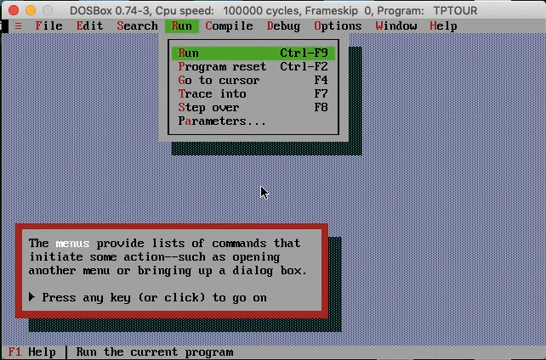 DOSBox 0.74-3, Cpu speed: 100000 cycles, Frameskip 0, Program: TPTOUR
≡ File Edit Search Run Compile Debug Options Window Help
Run Ctrl-F9
Program reset Ctrl-F2
Go to cursor F4
Trace into F7
Step over F8
Parameters...
The menus provide lists of commands that
initiate some action--such as opening
another menu or bringing up a dialog box.
► Press any key (or click) to go on
F1 Help │ Run the current program